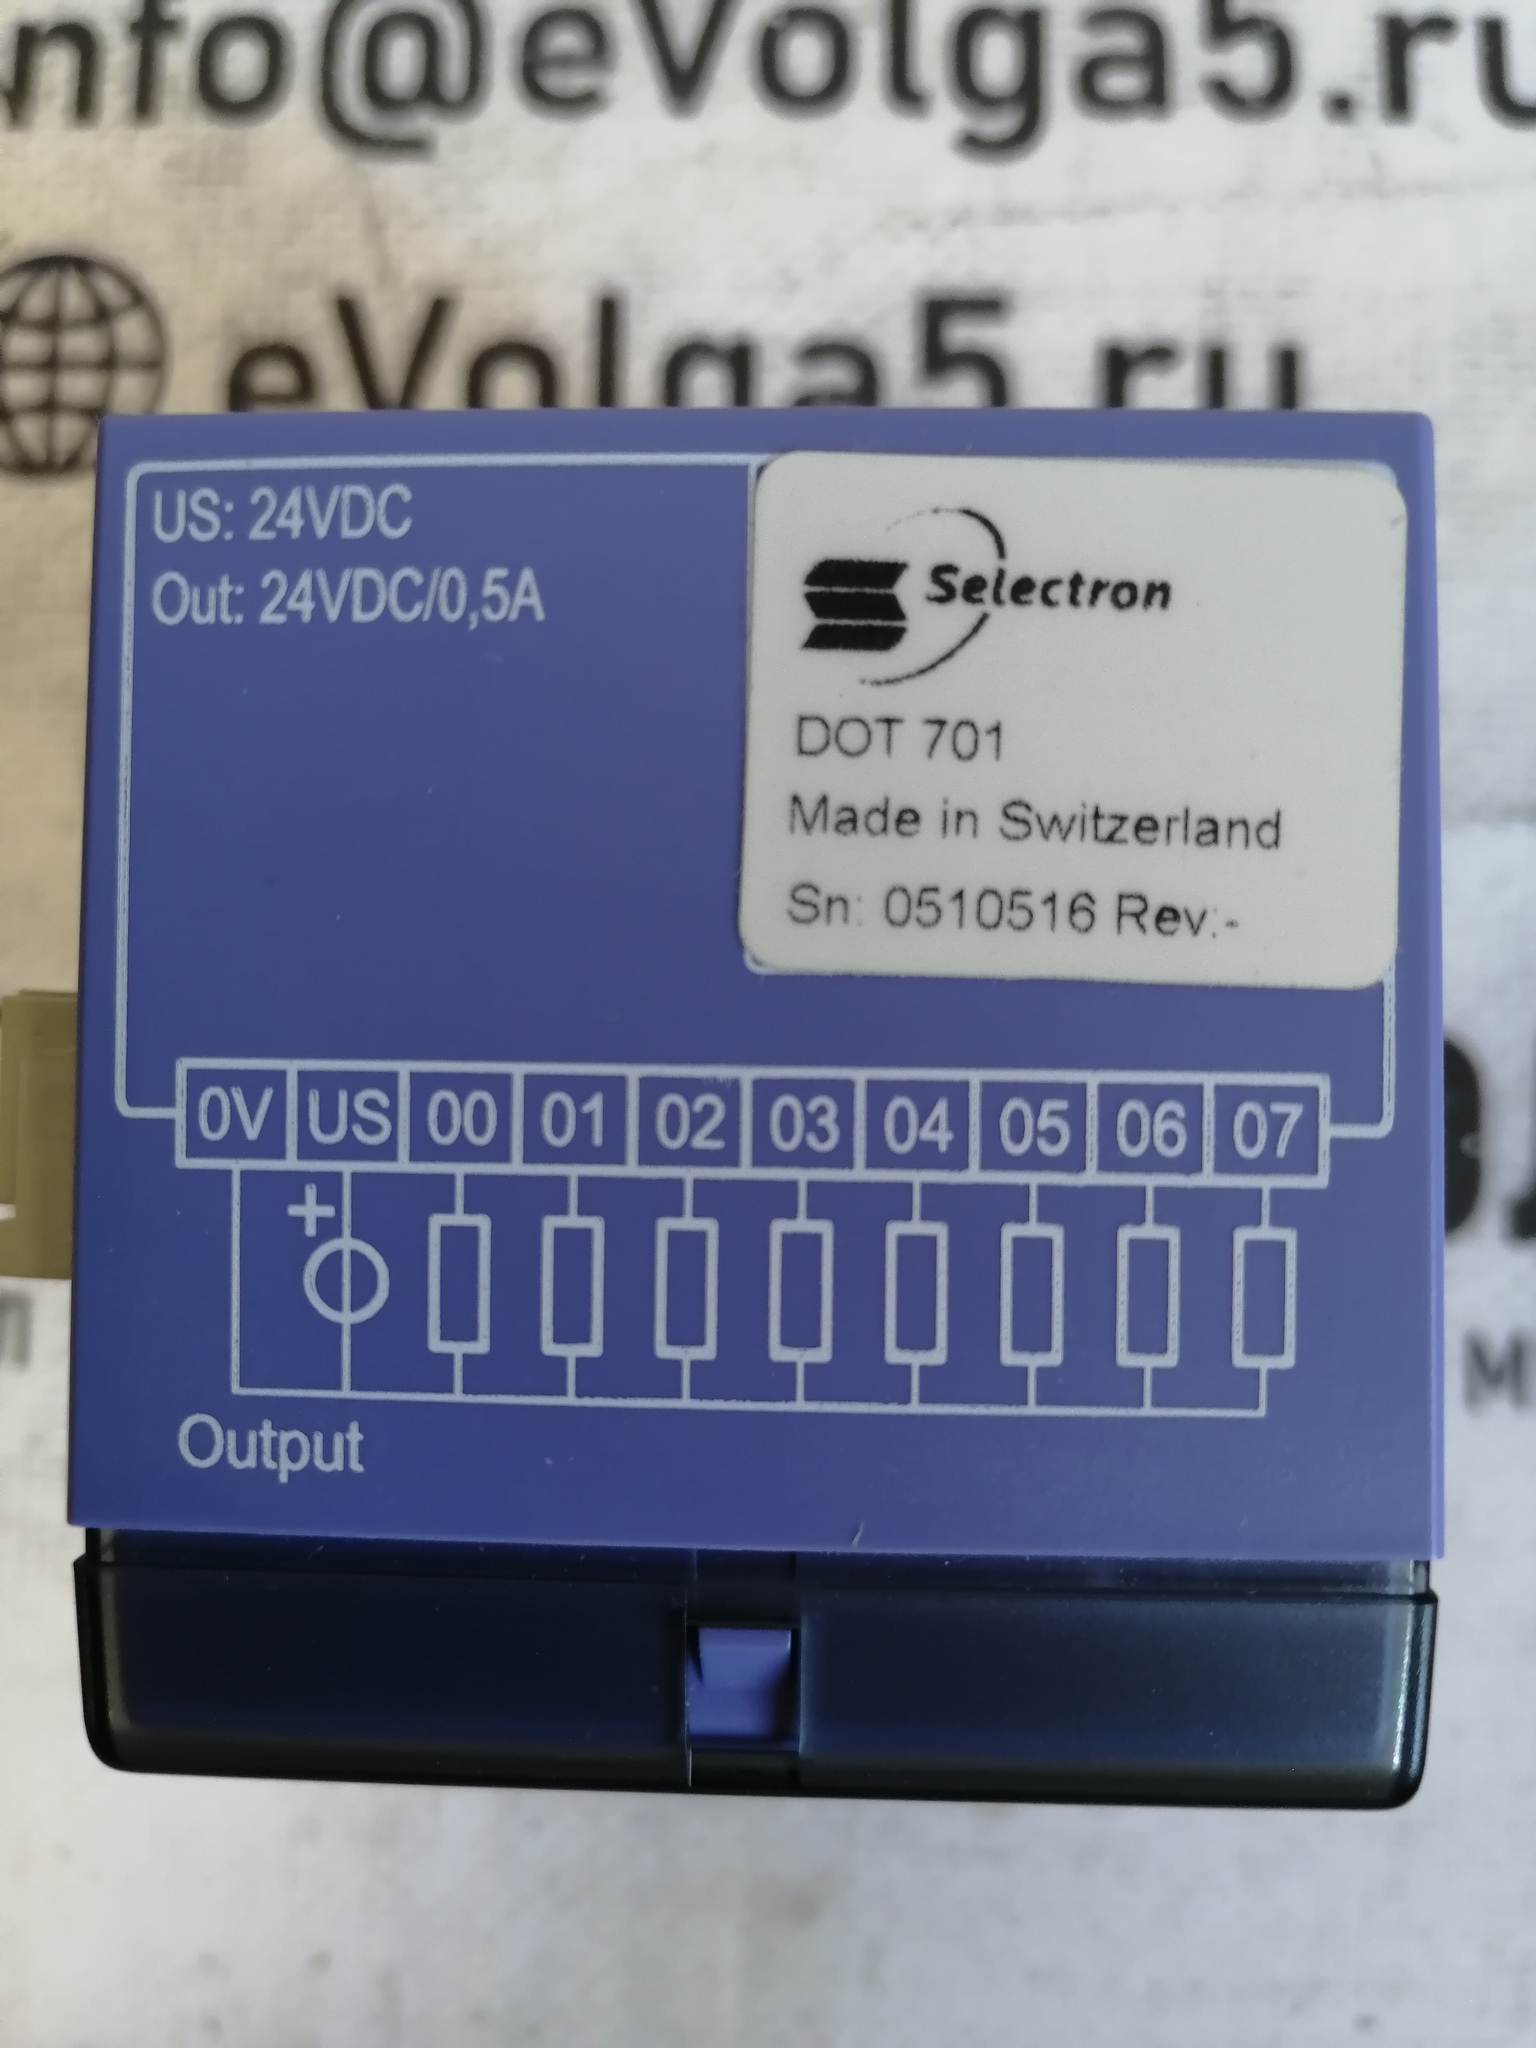 info@eVolga5.ru
eVolga5.ru
US: 24VDC
Out: 24VDC/0,5A
Selectron
DOT 701
Made in Switzerland
Sn: 0510516 Rev:-
0V US 00 01 02 03 04 05 06 07
+
Output